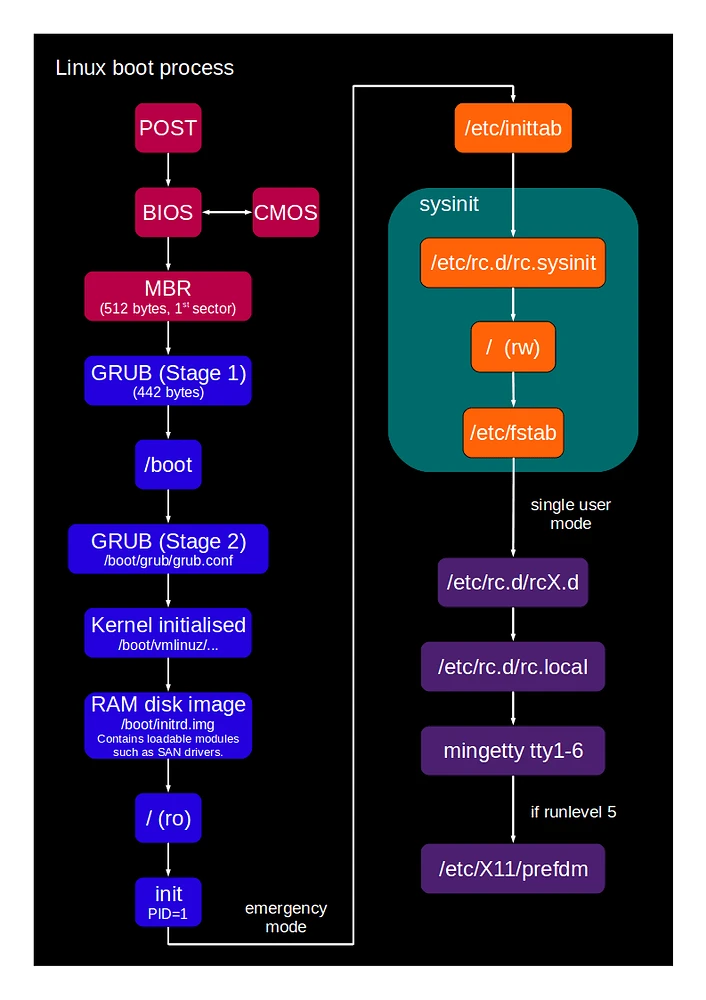 Linux boot process
POST
BIOS
CMOS
MBR
(512 bytes, 1st sector)
GRUB (Stage 1)
(442 bytes)
/boot
GRUB (Stage 2)
/boot/grub/grub.conf
Kernel initialised
/boot/vmlinuz/...
RAM disk image
/boot/initrd.img
Contains loadable modules
such as SAN drivers.
/ (ro)
init
PID=1
emergency
mode
/etc/inittab
sysinit
/etc/rc.d/rc.sysinit
/ (rw)
/etc/fstab
single user
mode
/etc/rc.d/rcX.d
/etc/rc.d/rc.local
mingetty tty1-6
if runlevel 5
/etc/X11/prefdm